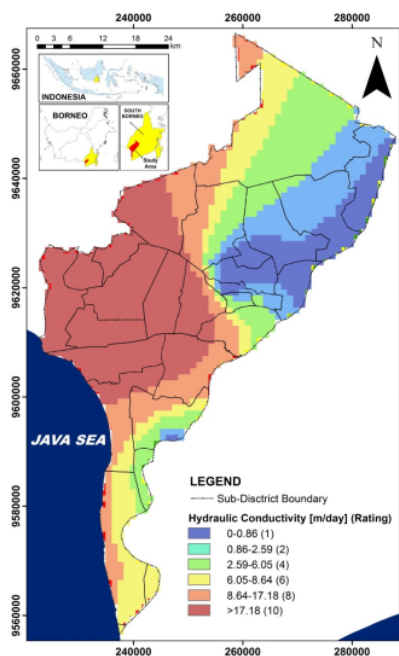 240000 260000 280000
0 3 6 12 18 24
km
N
INDONESIA
BORNEO
SOUTH
BORNEO
Study
Area
9660000
9640000
9620000
9600000
9580000
9560000
JAVA SEA
LEGEND
Sub-Disctrict Boundary
Hydraulic Conductivity [m/day] (Rating)
0-0.86 (1)
0.86-2.59 (2)
2.59-6.05 (4)
6.05-8.64 (6)
8.64-17.18 (8)
>17.18 (10)
240000 260000 280000